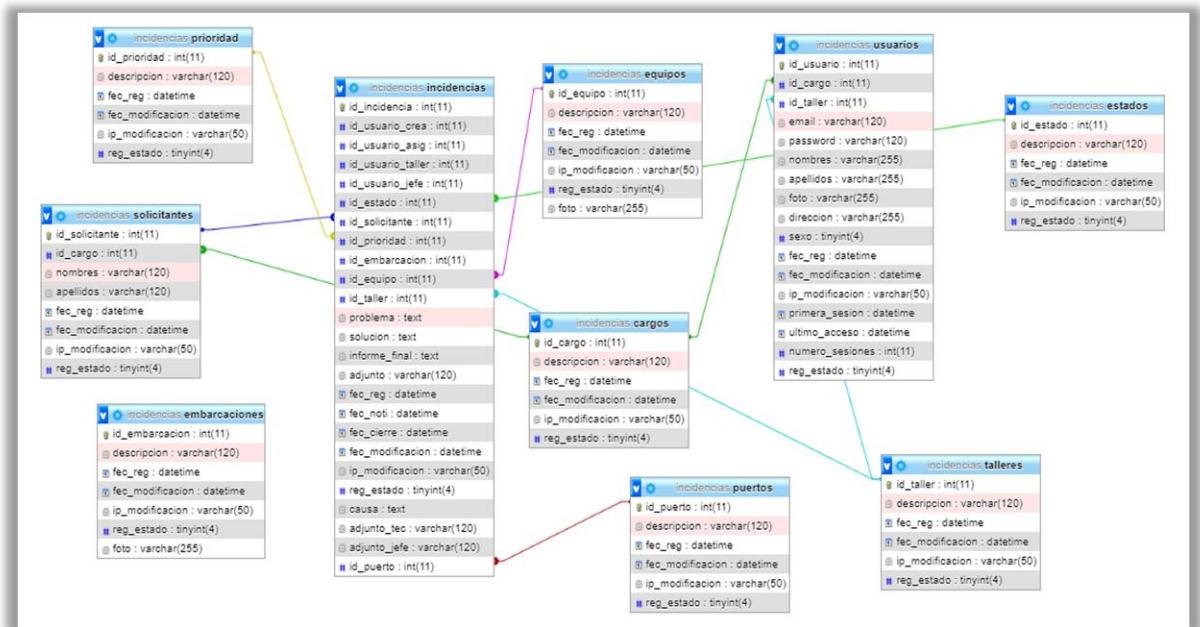 incidencias prioridad
id_prioridad : int(11)
descripcion : varchar(120)
fec_reg : datetime
fec_modificacion : datetime
ip_modificacion : varchar(50)
reg_estado : tinyint(4)
incidencias solicitantes
id_solicitante : int(11)
id_cargo : int(11)
nombres : varchar(120)
apellidos : varchar(120)
fec_reg : datetime
fec_modificacion : datetime
ip_modificacion : varchar(50)
reg_estado : tinyint(4)
incidencias embarcaciones
id_embarcacion : int(11)
descripcion : varchar(120)
fec_reg : datetime
fec_modificacion : datetime
ip_modificacion : varchar(50)
reg_estado : tinyint(4)
foto : varchar(255)
incidencias incidencias
id_incidencia : int(11)
id_usuario_crea : int(11)
id_usuario_asig : int(11)
id_usuario_taller : int(11)
id_usuario_jefe : int(11)
id_estado : int(11)
id_solicitante : int(11)
id_prioridad : int(11)
id_embarcacion : int(11)
id_equipo : int(11)
id_taller : int(11)
problema : text
solucion : text
informe_final : text
adjunto : varchar(120)
fec_reg : datetime
fec_noti : datetime
fec_cierre : datetime
fec_modificacion : datetime
ip_modificacion : varchar(50)
reg_estado : tinyint(4)
causa : text
adjunto_tec : varchar(120)
adjunto_jefe : varchar(120)
id_puerto : int(11)
incidencias equipos
id_equipo : int(11)
descripcion : varchar(120)
fec_reg : datetime
fec_modificacion : datetime
ip_modificacion : varchar(50)
reg_estado : tinyint(4)
foto : varchar(255)
incidencias cargos
id_cargo : int(11)
descripcion : varchar(120)
fec_reg : datetime
fec_modificacion : datetime
ip_modificacion : varchar(50)
reg_estado : tinyint(4)
incidencias puertos
id_puerto : int(11)
descripcion : varchar(120)
fec_reg : datetime
fec_modificacion : datetime
ip_modificacion : varchar(50)
reg_estado : tinyint(4)
incidencias usuarios
id_usuario : int(11)
id_cargo : int(11)
id_taller : int(11)
email : varchar(120)
password : varchar(120)
nombres : varchar(255)
apellidos : varchar(255)
foto : varchar(255)
direccion : varchar(255)
sexo : tinyint(4)
fec_reg : datetime
fec_modificacion : datetime
ip_modificacion : varchar(50)
primera_sesion : datetime
ultimo_acceso : datetime
numero_sesiones : int(11)
reg_estado : tinyint(4)
incidencias estados
id_estado : int(11)
descripcion : varchar(120)
fec_reg : datetime
fec_modificacion : datetime
ip_modificacion : varchar(50)
reg_estado : tinyint(4)
incidencias talleres
id_taller : int(11)
descripcion : varchar(120)
fec_reg : datetime
fec_modificacion : datetime
ip_modificacion : varchar(50)
reg_estado : tinyint(4)